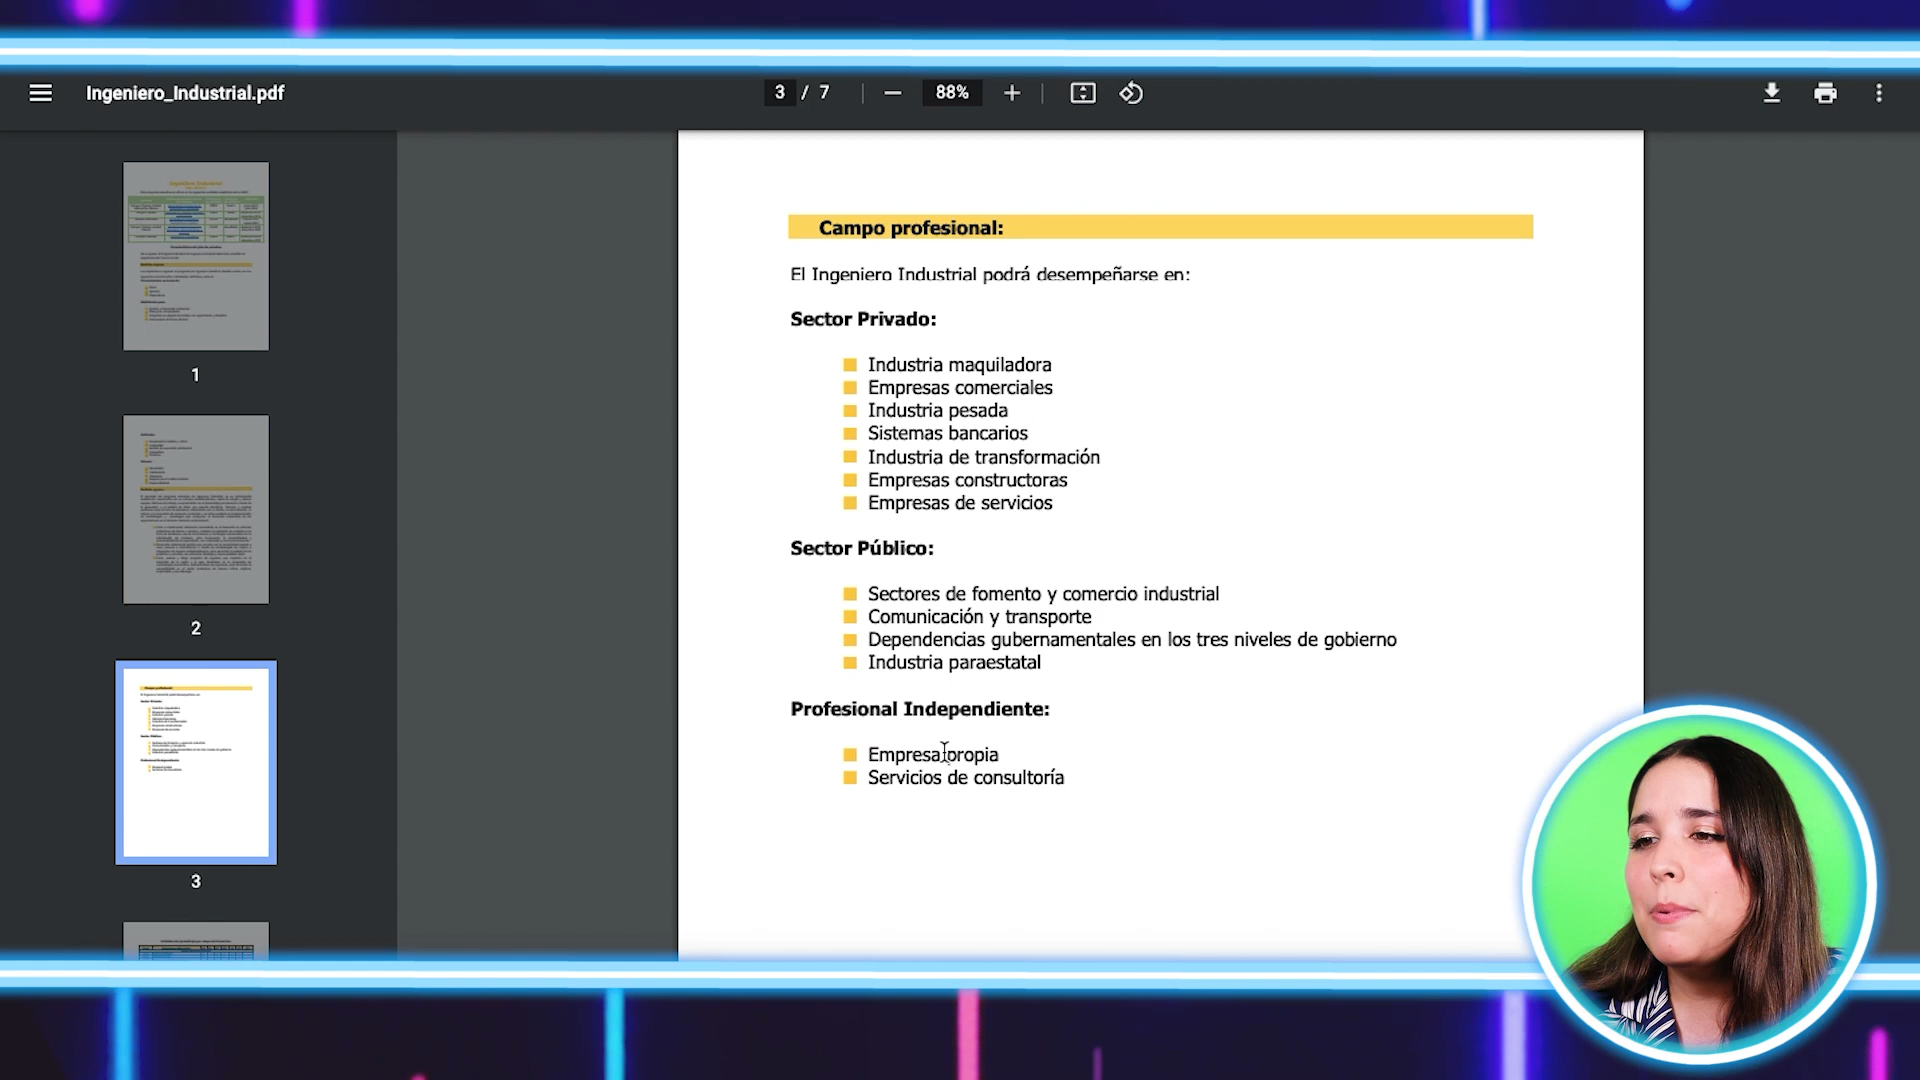 Ingeniero_Industrial.pdf
3 / 7
88%
Campo profesional:
El Ingeniero Industrial podrá desempeñarse en:
Sector Privado:
Industria maquiladora
Empresas comerciales
Industria pesada
Sistemas bancarios
Industria de transformación
Empresas constructoras
Empresas de servicios
Sector Público:
Sectores de fomento y comercio industrial
Comunicación y transporte
Dependencias gubernamentales en los tres niveles de gobierno
Industria paraestatal
Profesional Independiente:
Empresa propia
Servicios de consultoría
1
2
3